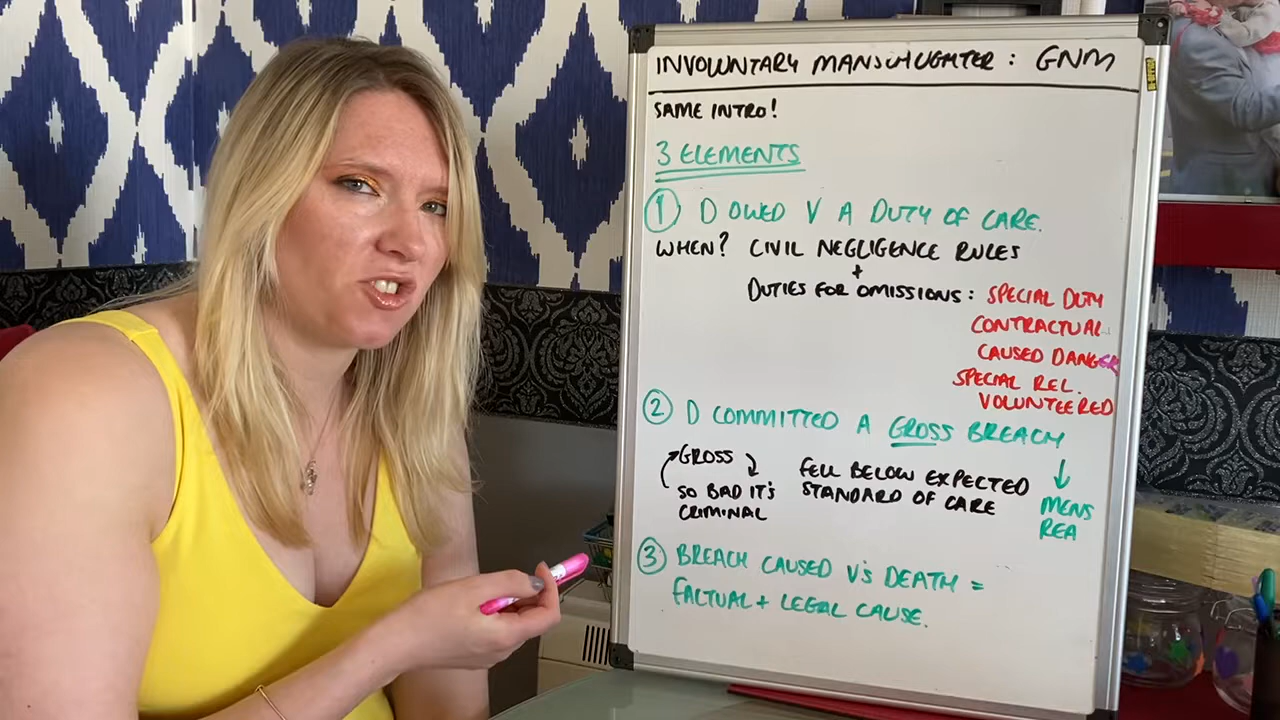 INVOLUNTARY MANSLAUGHTER : GNM
SAME INTRO!
3 ELEMENTS
① D OWED V A DUTY OF CARE.
WHEN? CIVIL NEGLIGENCE RULES
+
DUTIES FOR OMISSIONS : SPECIAL DUTY
CONTRACTUAL
CAUSED DANGER
SPECIAL REL.
VOLUNTEERED
② D COMMITTED A GROSS BREACH
GROSS
SO BAD IT'S
CRIMINAL
FELL BELOW EXPECTED
STANDARD OF CARE
↓
MENS
REA
③ BREACH CAUSED V'S DEATH =
FACTUAL + LEGAL CAUSE.